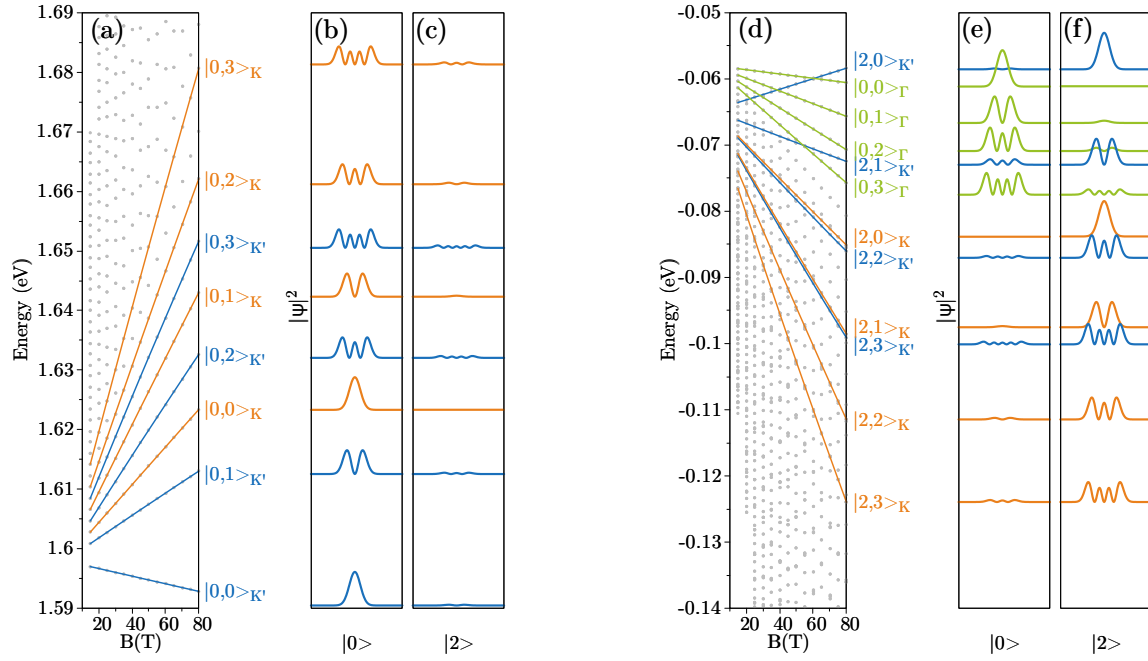 (a)
Energy (eV)
1.69
1.68
1.67
1.66
1.65
1.64
1.63
1.62
1.61
1.6
1.59
20 40 60 80
B(T)
|0,3>K
|0,2>K
|0,3>K'
|0,1>K
|0,2>K'
|0,0>K
|0,1>K'
|0,0>K'
(b)
|ψ|²
|0>
(c)
|2>
(d)
Energy (eV)
-0.05
-0.06
-0.07
-0.08
-0.09
-0.1
-0.11
-0.12
-0.13
-0.14
20 40 60 80
B(T)
|2,0>K'
|0,0>Γ
|0,1>Γ
|0,2>Γ
|2,1>K'
|0,3>Γ
|2,0>K
|2,2>K'
|2,1>K
|2,3>K'
|2,2>K
|2,3>K
(e)
|ψ|²
|0>
(f)
|2>